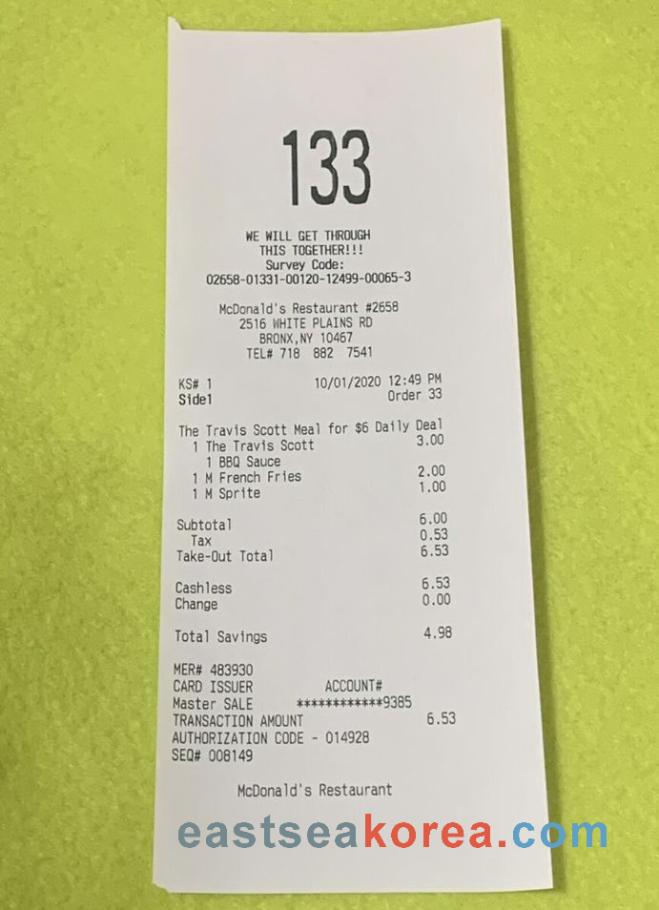 133
WE WILL GET THROUGH
THIS TOGETHER!!!
Survey Code:
02658-01331-00120-12499-00065-3
McDonald's Restaurant #2658
2516 WHITE PLAINS RD
BRONX,NY 10467
TEL# 718 882 7541
KS# 1 10/01/2020 12:49 PM
Side1 Order 33
The Travis Scott Meal for $6 Daily Deal
1 The Travis Scott 3.00
1 BBQ Sauce
1 M French Fries 2.00
1 M Sprite 1.00
Subtotal 6.00
Tax 0.53
Take-Out Total 6.53
Cashless 6.53
Change 0.00
Total Savings 4.98
MER# 483930
CARD ISSUER ACCOUNT#
Master SALE ************9385
TRANSACTION AMOUNT 6.53
AUTHORIZATION CODE - 014928
SEQ# 008149
McDonald's Restaurant
eastseakorea.com